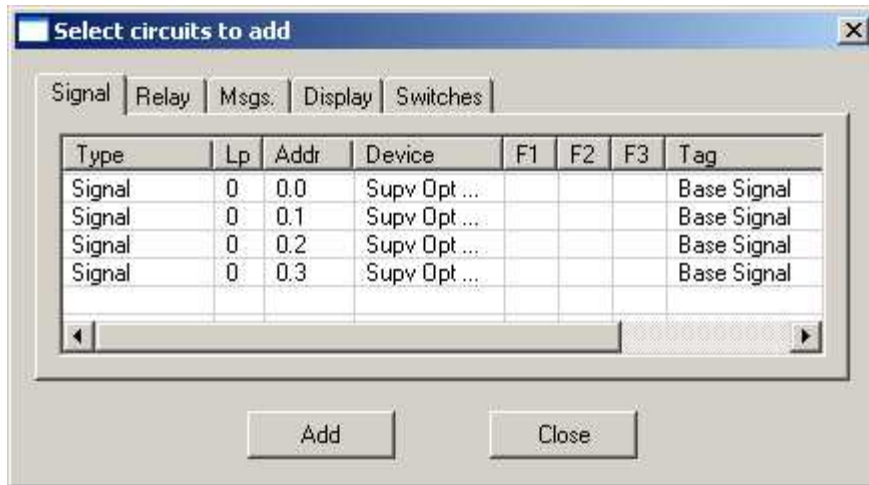 Select circuits to add
Signal Relay Msgs. Display Switches
Type Lp Addr Device F1 F2 F3 Tag
Signal 0 0.0 Supv Opt ... Base Signal
Signal 0 0.1 Supv Opt ... Base Signal
Signal 0 0.2 Supv Opt ... Base Signal
Signal 0 0.3 Supv Opt ... Base Signal
Add Close